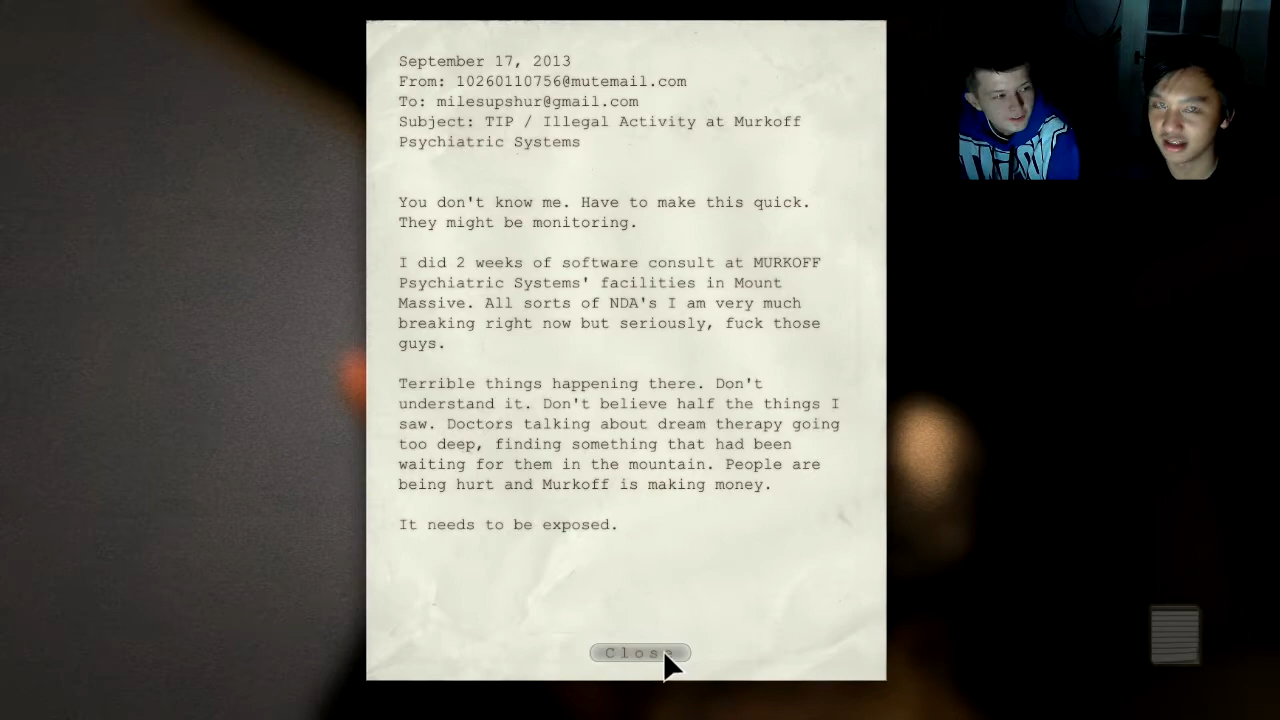 September 17, 2013
From: 10260110756@mutemail.com
To: milesupshur@gmail.com
Subject: TIP / Illegal Activity at Murkoff
Psychiatric Systems
You don't know me. Have to make this quick.
They might be monitoring.
I did 2 weeks of software consult at MURKOFF
Psychiatric Systems' facilities in Mount
Massive. All sorts of NDA's I am very much
breaking right now but seriously, fuck those
guys.
Terrible things happening there. Don't
understand it. Don't believe half the things I
saw. Doctors talking about dream therapy going
too deep, finding something that had been
waiting for them in the mountain. People are
being hurt and Murkoff is making money.
It needs to be exposed.
Close